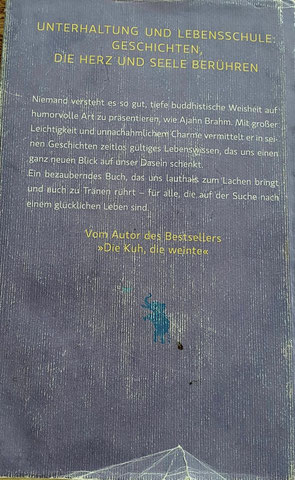 UNTERHALTUNG UND LEBENSSCHULE:
GESCHICHTEN,
DIE HERZ UND SEELE BERÜHREN
Niemand versteht es so gut, tiefe buddhistische Weisheit auf
humorvolle Art zu präsentieren, wie Ajahn Brahm. Mit großer
Leichtigkeit und unnachahmlichem Charme vermittelt er in sei-
nen Geschichten zeitlos gültiges Lebenswissen, das uns einen
ganz neuen Blick auf unser Dasein schenkt.
Ein bezauberndes Buch, das uns lauthals zum Lachen bringt
und auch zu Tränen rührt – für alle, die auf der Suche nach
einem glücklichen Leben sind.
Vom Autor des Bestsellers
»Die Kuh, die weinte«